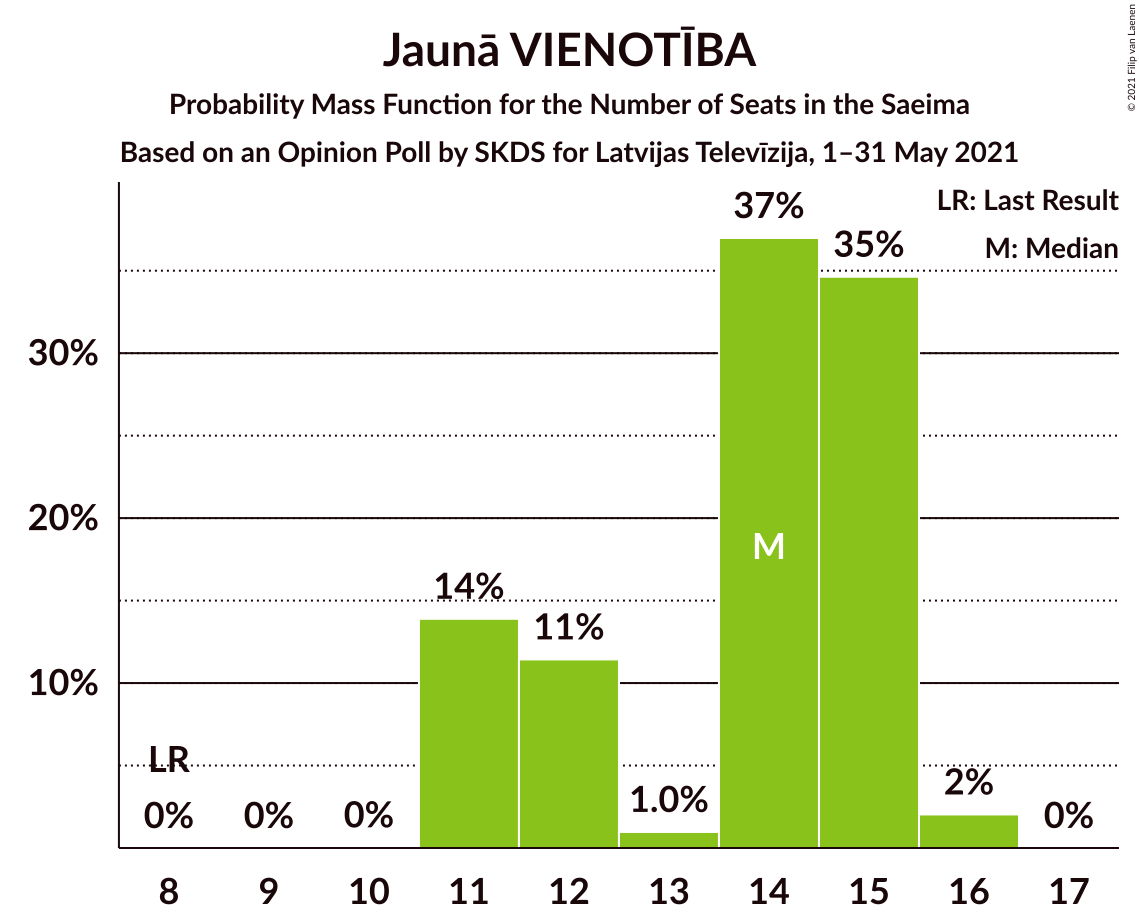 Jaunā VIENOTĪBA
Probability Mass Function for the Number of Seats in the Saeima
Based on an Opinion Poll by SKDS for Latvijas Televīzija, 1–31 May 2021
© 2021 Filip van Laenen
LR: Last Result
M: Median
37%
35%
30%
20%
M
14%
11%
10%
LR
0%
0%
0%
1.0%
2%
0%
8 9 10 11 12 13 14 15 16 17